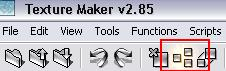 Texture Maker v2.85
File Edit View Tools Functions Scripts